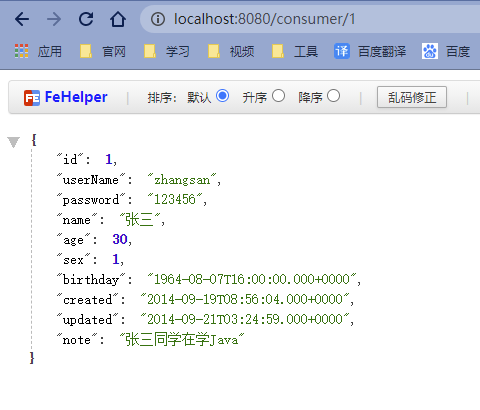 localhost:8080/consumer/1
应用 官网 学习 视频 工具 译 百度翻译 百度
FE FeHelper 排序: 默认 升序 降序 乱码修正
{
"id": 1,
"userName": "zhangsan",
"password": "123456",
"name": "张三",
"age": 30,
"sex": 1,
"birthday": "1964-08-07T16:00:00.000+0000",
"created": "2014-09-19T08:56:04.000+0000",
"updated": "2014-09-21T03:24:59.000+0000",
"note": "张三同学在学Java"
}